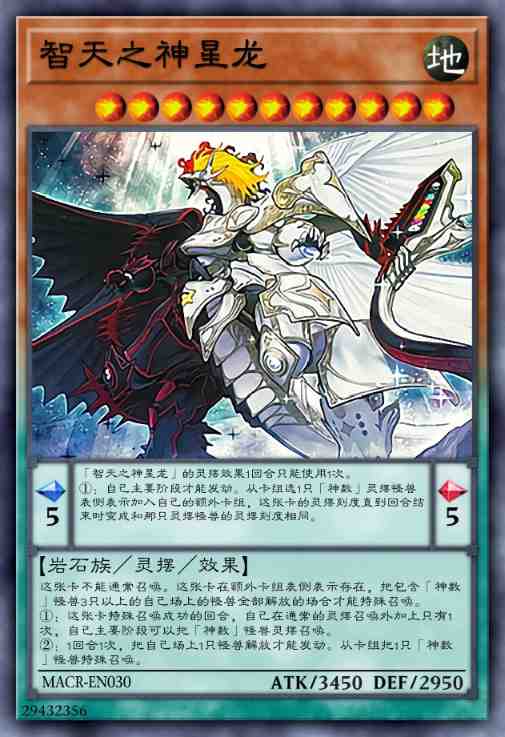 智天之神星龙
地
「智天之神星龙」的灵摆效果1回合只能使用1次。
①：自己主要阶段才能发动。从卡组选1只「神数」灵摆怪兽
表侧表示加入自己的额外卡组，这张卡的灵摆刻度直到回合结
束时变成和那只灵摆怪兽的灵摆刻度相同。
5
5
【岩石族／灵摆／效果】
这张卡不能通常召唤。这张卡在额外卡组表侧表示存在，把包含「神数」
怪兽3只以上的自己场上的怪兽全部解放的场合才能特殊召唤。
①：这张卡特殊召唤成功的回合，自己在通常的灵摆召唤外加上只有1
次，自己主要阶段可以把「神数」怪兽灵摆召唤。
②：1回合1次，把自己场上1只怪兽解放才能发动。从卡组把1只「神数
」怪兽特殊召唤。
MACR-EN030
ATK/3450 DEF/2950
29432356